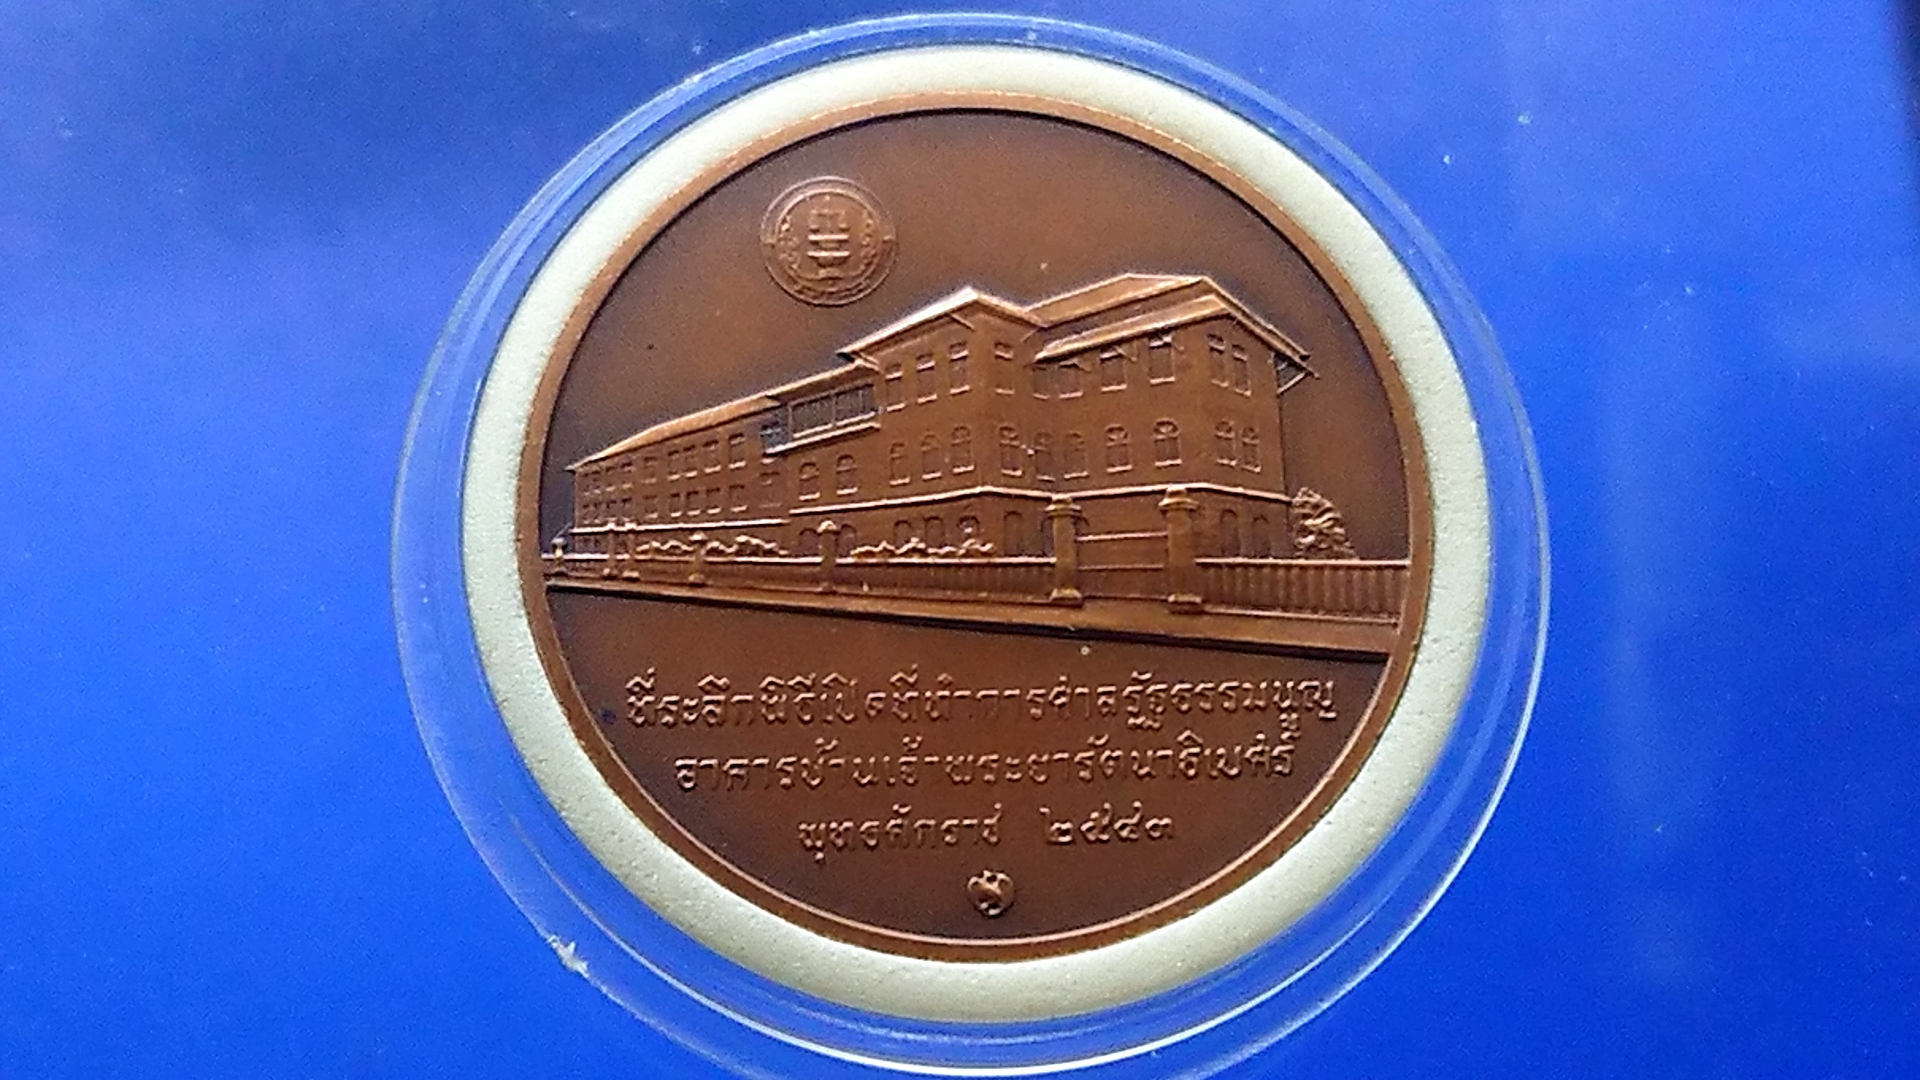 ที่ระลึกพิธีเปิดที่ทำการศาลรัฐธรรมนูญ
อาคารบ้านเจ้าพระยารัตนาธิเบศร์
พุทธศักราช ๒๕๔๓